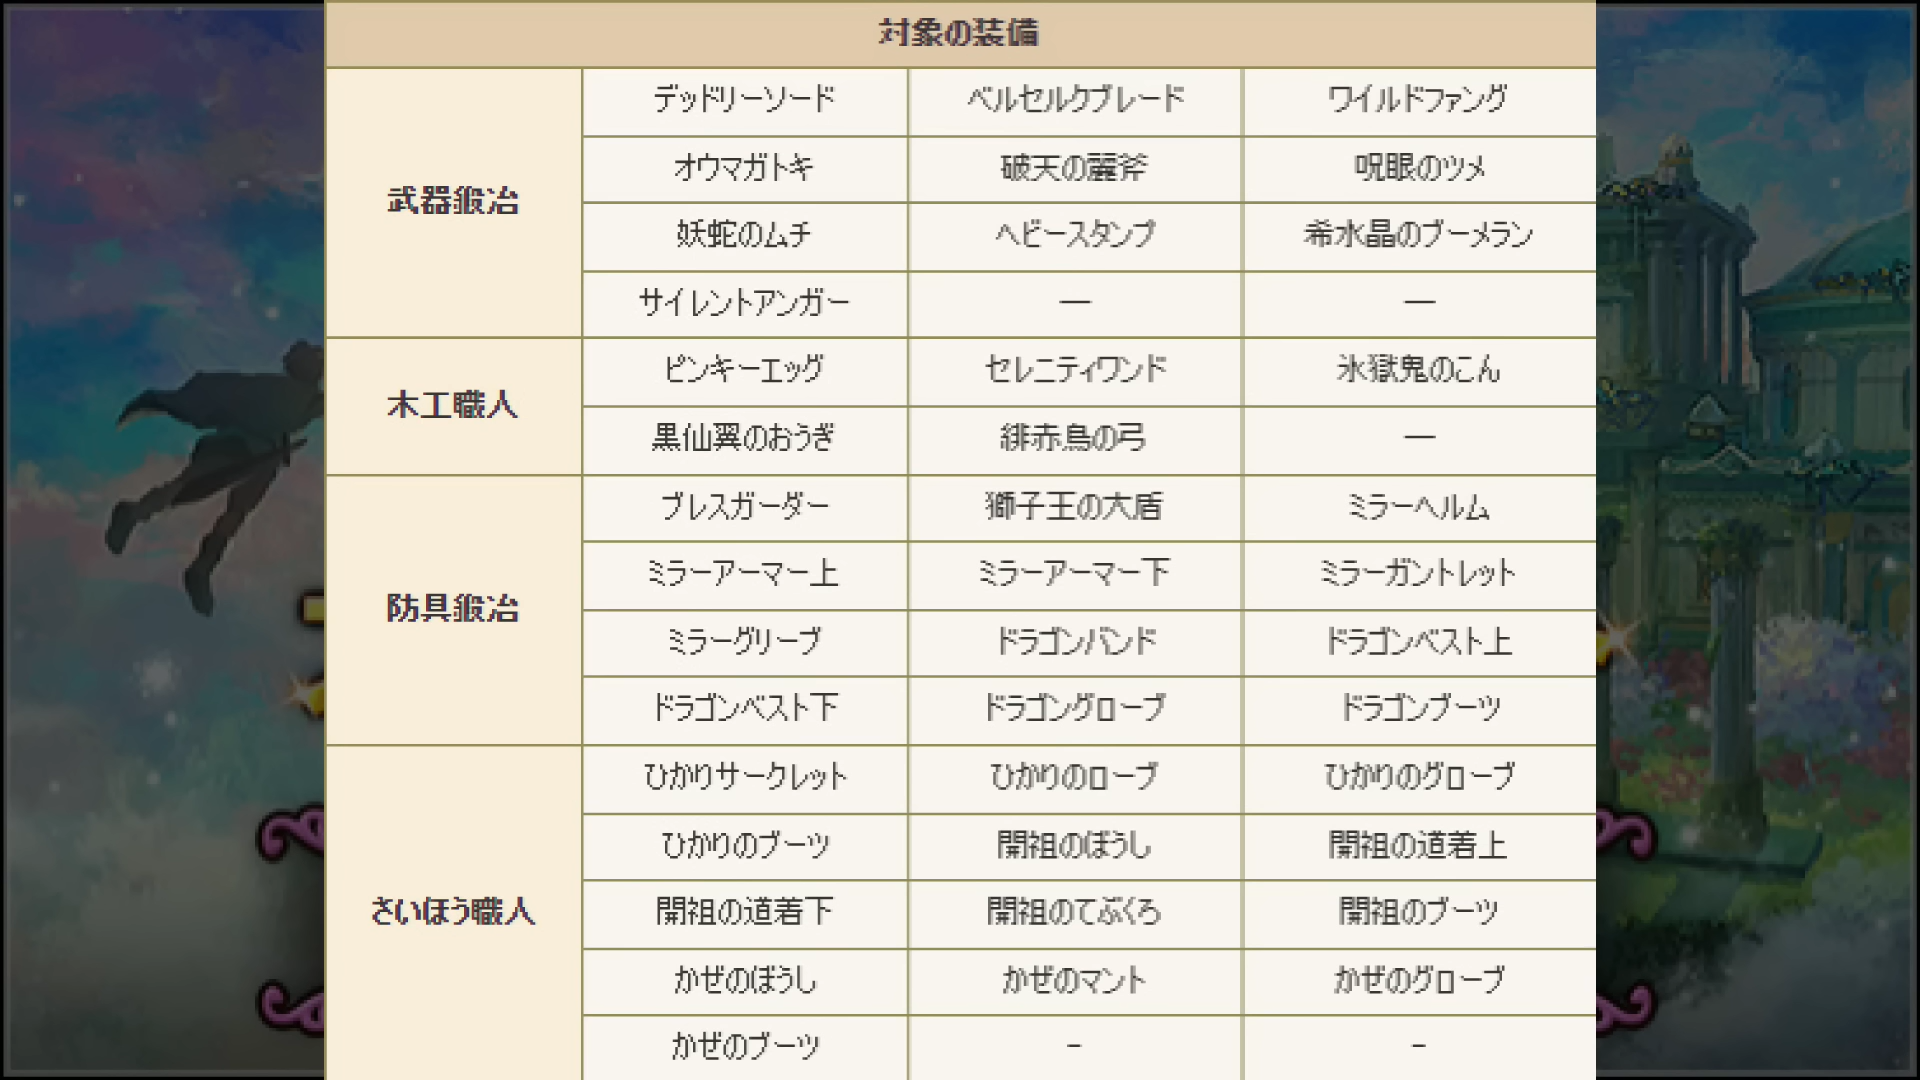 対象の装備
武器鍛冶
デッドリーソード ベルセルクブレード ワイルドファング
オウマガトキ 破天の麗斧 呪眼のツメ
妖蛇のムチ ヘビースタンプ 希水晶のブーメラン
サイレントアンガー — —
木工職人
ピンキーエッグ セレニティワンド 氷獄鬼のこん
黒仙翼のおうぎ 緋赤鳥の弓 —
防具鍛冶
ブレスガーダー 獅子王の大盾 ミラーヘルム
ミラーアーマー上 ミラーアーマー下 ミラーガントレット
ミラーグリーブ ドラゴンバンド ドラゴンベスト上
ドラゴンベスト下 ドラゴングローブ ドラゴンブーツ
さいほう職人
ひかりサークレット ひかりのローブ ひかりのグローブ
ひかりのブーツ 開祖のぼうし 開祖の道着上
開祖の道着下 開祖のてぶくろ 開祖のブーツ
かぜのぼうし かぜのマント かぜのグローブ
かぜのブーツ - -